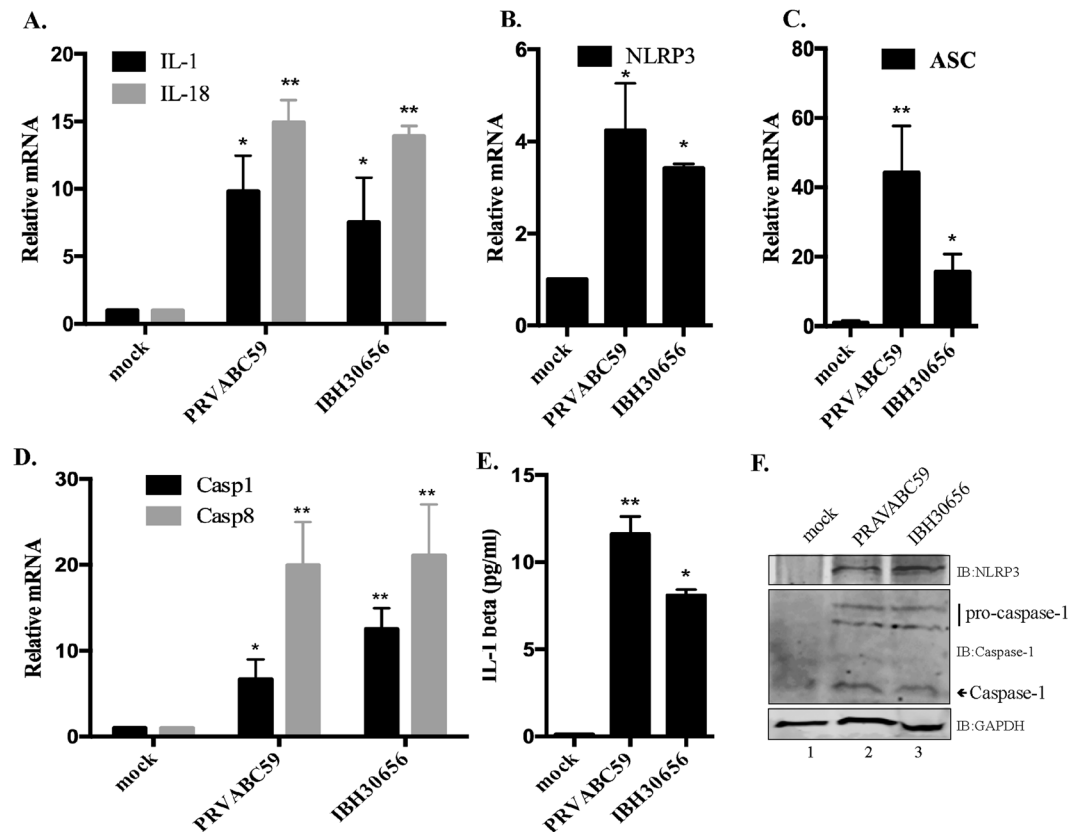 A.
IL-1
IL-18
Relative mRNA
20
15
10
5
0
*
**
*
**
mock
PRVABC59
IBH30656
B.
NLRP3
Relative mRNA
6
4
2
0
*
*
mock
PRVABC59
IBH30656
C.
ASC
Relative mRNA
80
60
40
20
0
**
*
mock
PRVABC59
IBH30656
D.
Casp1
Casp8
Relative mRNA
30
20
10
0
*
**
**
**
mock
PRVABC59
IBH30656
E.
IL-1 beta (pg/ml)
15
10
5
0
**
*
mock
PRVABC59
IBH30656
F.
mock
PRAVABC59
IBH30656
IB:NLRP3
pro-caspase-1
IB:Caspase-1
Caspase-1
IB:GAPDH
1 2 3